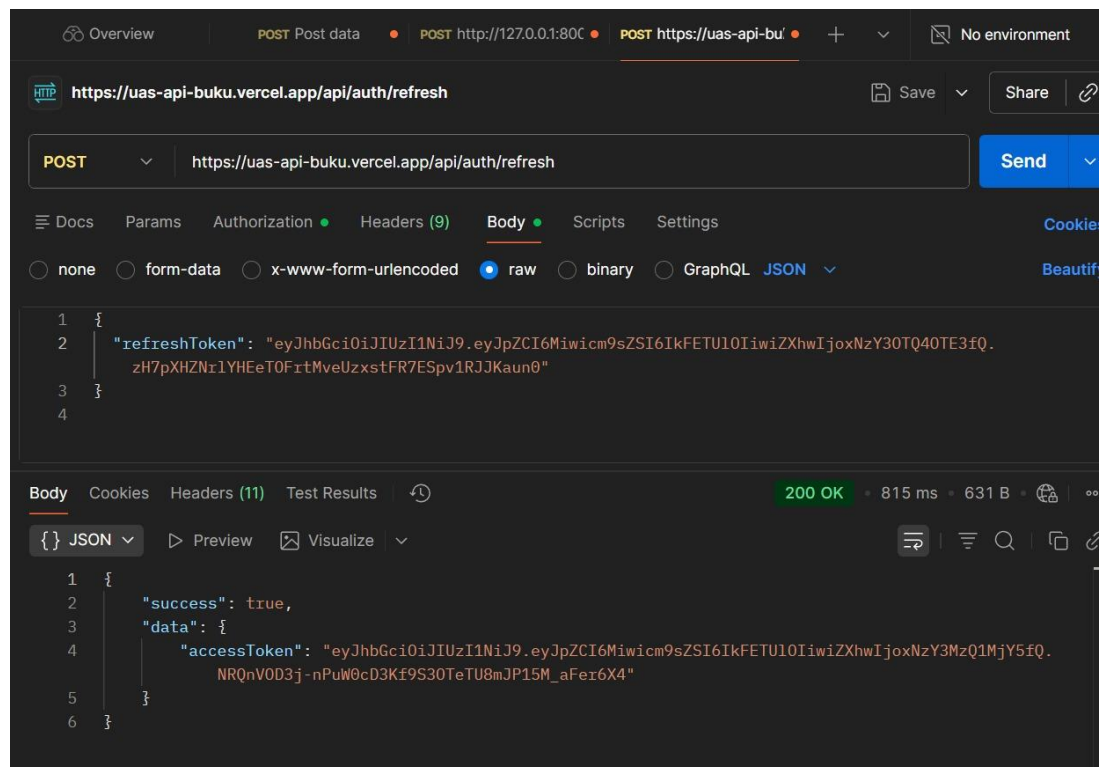 Overview POST Post data POST http://127.0.0.1:800 POST https://uas-api-bu No environment
HTTP https://uas-api-buku.vercel.app/api/auth/refresh Save Share
POST https://uas-api-buku.vercel.app/api/auth/refresh Send
Docs Params Authorization Headers (9) Body Scripts Settings Cookies
none form-data x-www-form-urlencoded raw binary GraphQL JSON Beautify
1 {
2 "refreshToken": "eyJhbGciOiJIUzI1NiJ9.eyJpZCI6Miwicm9sZSI6IkFETUlOIiwiZXhwIjoxNzY3OTQ4OTE3fQ.
zH7pXHZNrlYHEeTOFrtMveUzxstFR7ESpv1RJJKaun0"
3 }
4
Body Cookies Headers (11) Test Results 200 OK 815 ms 631 B
{} JSON Preview Visualize
1 {
2 "success": true,
3 "data": {
4 "accessToken": "eyJhbGciOiJIUzI1NiJ9.eyJpZCI6Miwicm9sZSI6IkFETUlOIiwiZXhwIjoxNzY3MzQ1MjY5fQ.
NRQnVOD3j-nPuW0cD3Kf9S3OTeTU8mJP15M_aFer6X4"
5 }
6 }